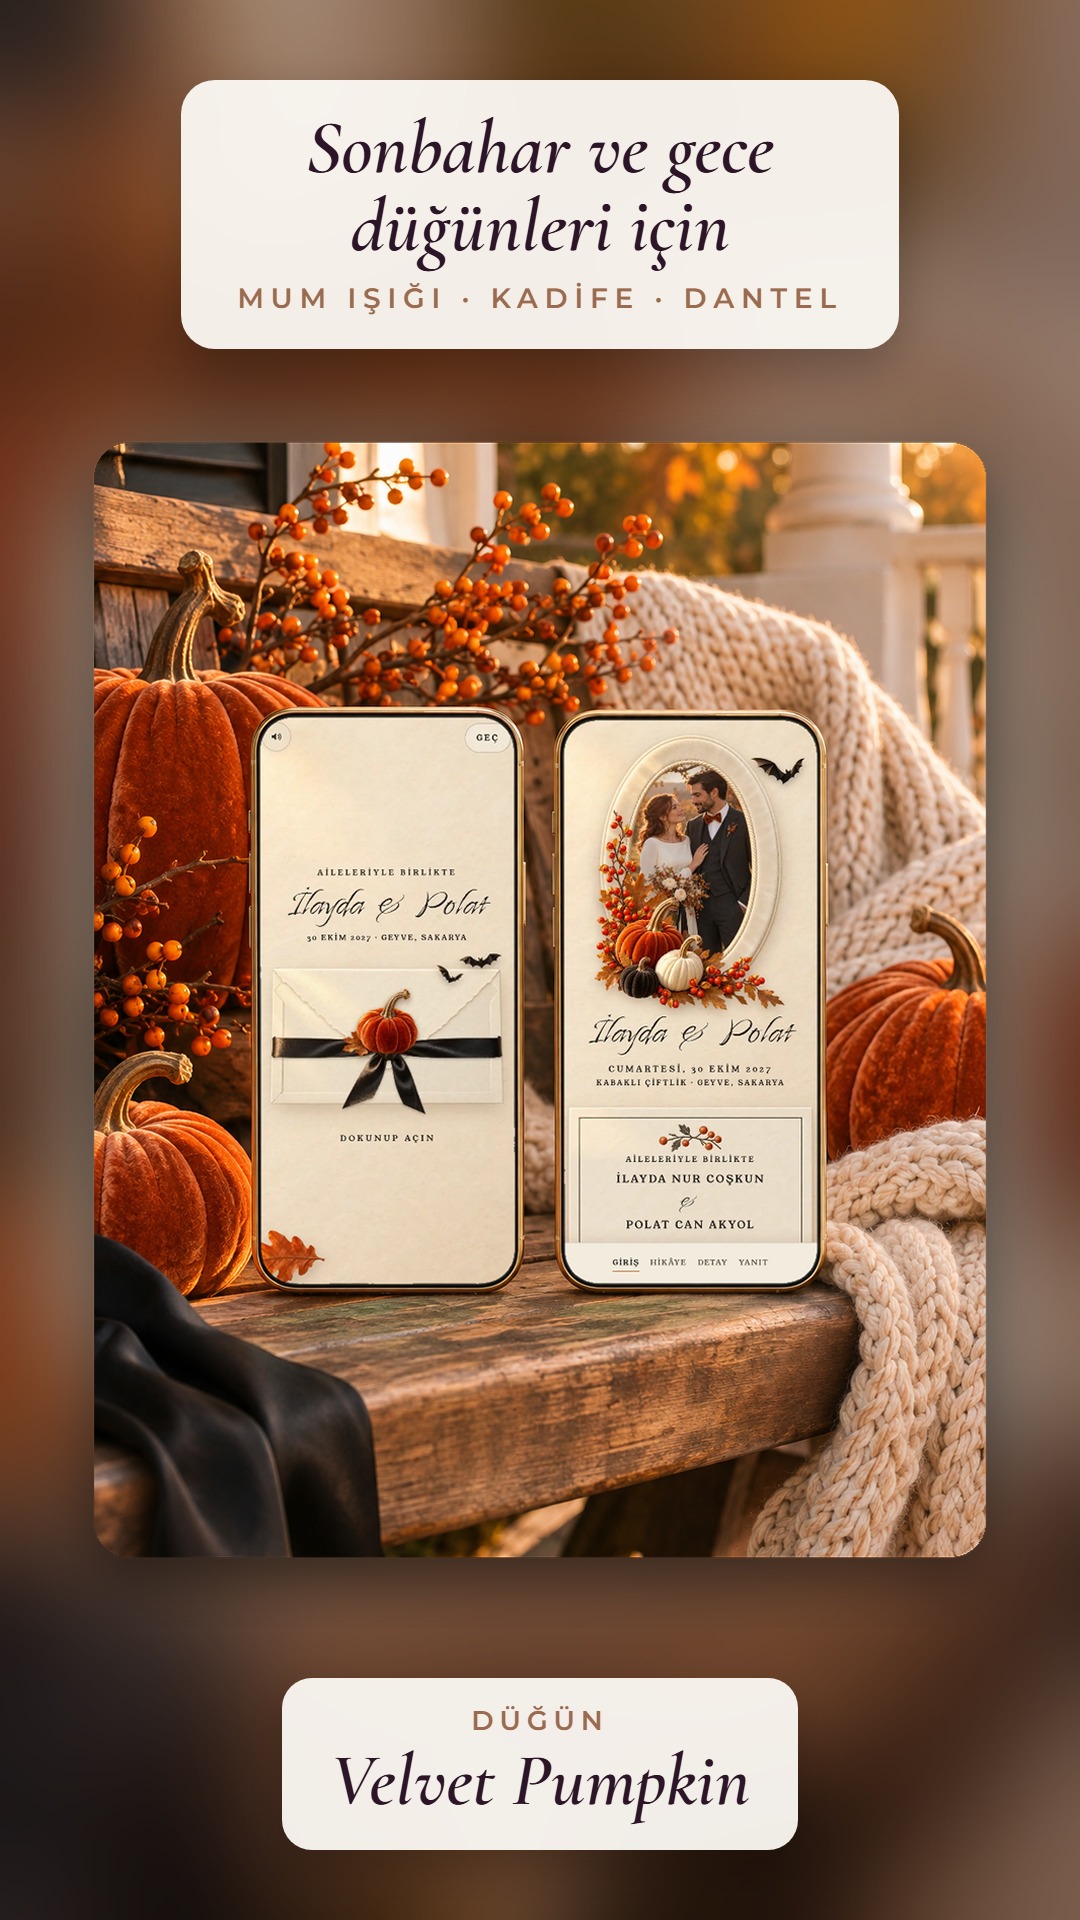 Sonbahar ve gece
düğünleri için
MUM IŞIĞI · KADİFE · DANTEL
GEÇ
AİLELERİYLE BİRLİKTE
İlayda & Polat
30 EKİM 2027 · GEYVE, SAKARYA
DOKUNUP AÇIN
İlayda & Polat
CUMARTESİ, 30 EKİM 2027
KABAKLI ÇİFTLİK · GEYVE, SAKARYA
AİLELERİYLE BİRLİKTE
İLAYDA NUR COŞKUN
&
POLAT CAN AKYOL
GİRİŞ HİKÂYE DETAY YANIT
DÜĞÜN
Velvet Pumpkin